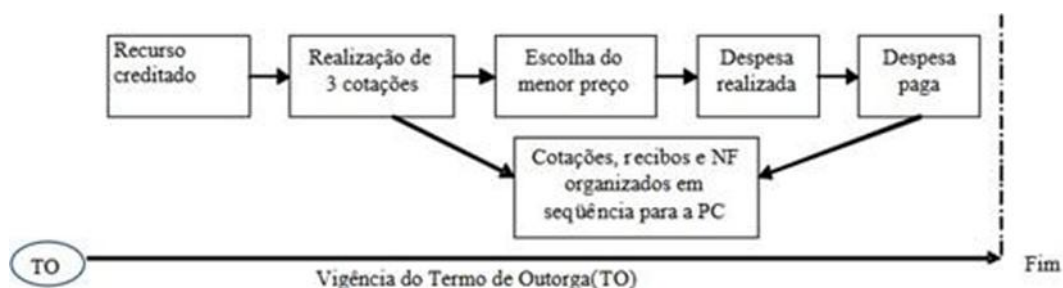 Recurso
creditado
Realização de
3 cotações
Escolha do
menor preço
Despesa
realizada
Despesa
paga
Cotações, recibos e NF
organizados em
seqüência para a PC
TO
Vigência do Termo de Outorga(TO)
Fim